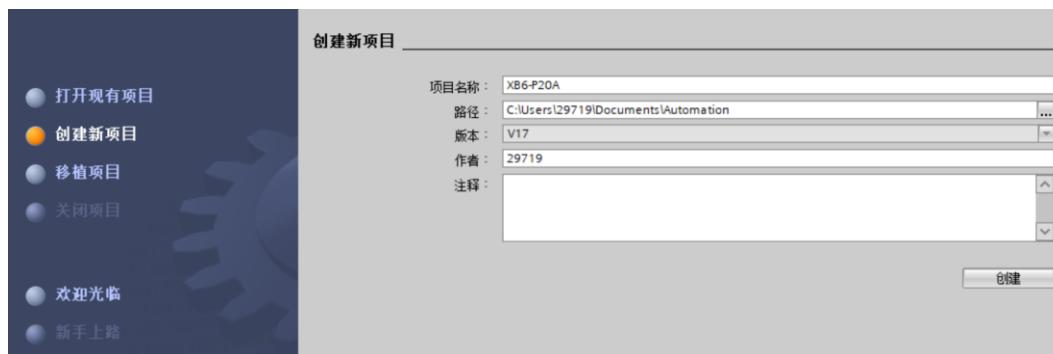 创建新项目
打开现有项目
创建新项目
移植项目
关闭项目
欢迎光临
新手上路
项目名称： XB6-P20A
路径： C:\Users\29719\Documents\Automation ...
版本： V17
作者： 29719
注释：
创建